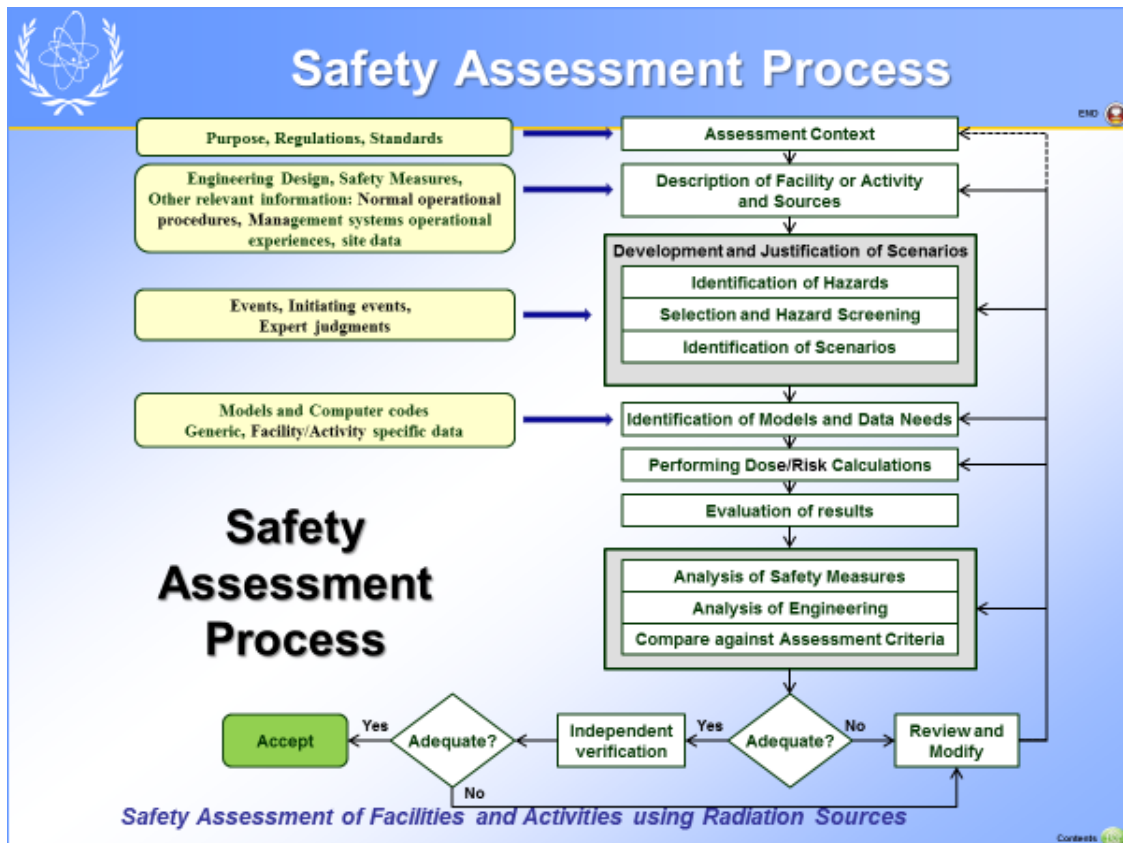 Safety Assessment Process
END
Purpose, Regulations, Standards
Assessment Context
Engineering Design, Safety Measures,
Other relevant information: Normal operational
procedures, Management systems operational
experiences, site data
Description of Facility or Activity
and Sources
Development and Justification of Scenarios
Identification of Hazards
Selection and Hazard Screening
Identification of Scenarios
Events, Initiating events,
Expert judgments
Models and Computer codes
Generic, Facility/Activity specific data
Identification of Models and Data Needs
Performing Dose/Risk Calculations
Evaluation of results
Safety
Assessment
Process
Analysis of Safety Measures
Analysis of Engineering
Compare against Assessment Criteria
Accept
Yes
Adequate?
No
Independent
verification
Yes
Adequate?
No
Review and
Modify
Safety Assessment of Facilities and Activities using Radiation Sources
Contents